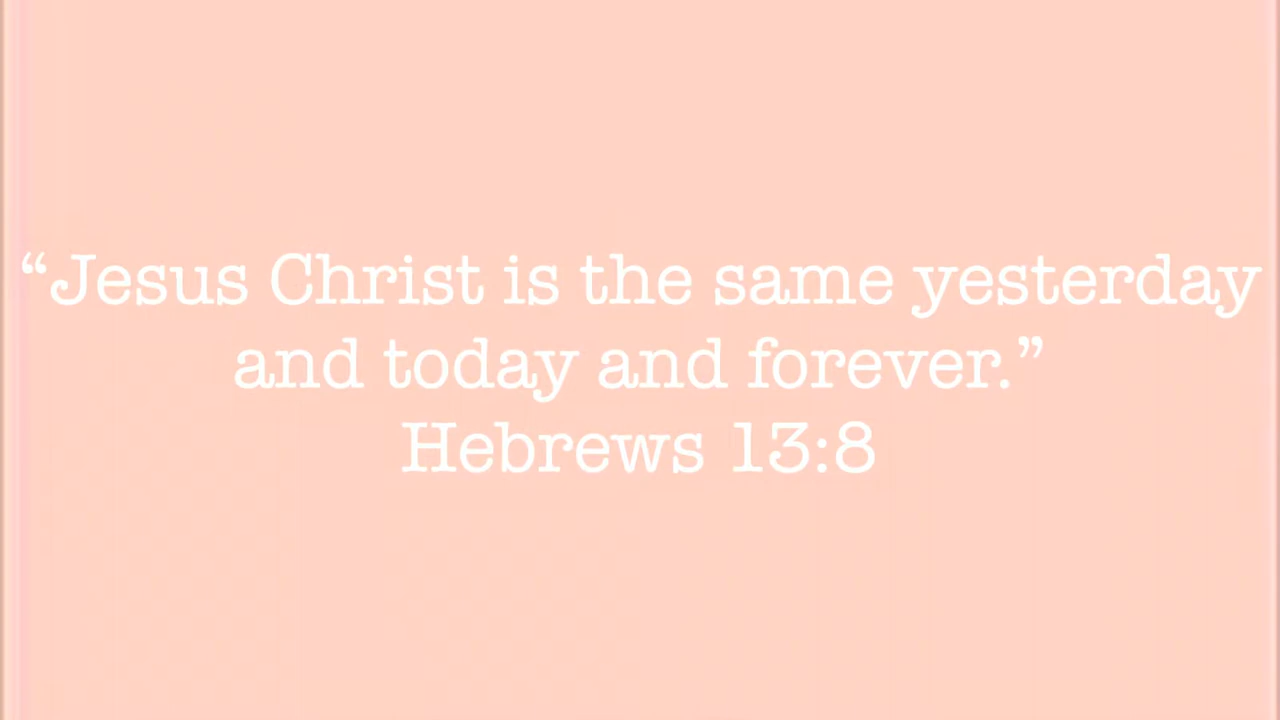 “Jesus Christ is the same yesterday
and today and forever.”
Hebrews 13:8